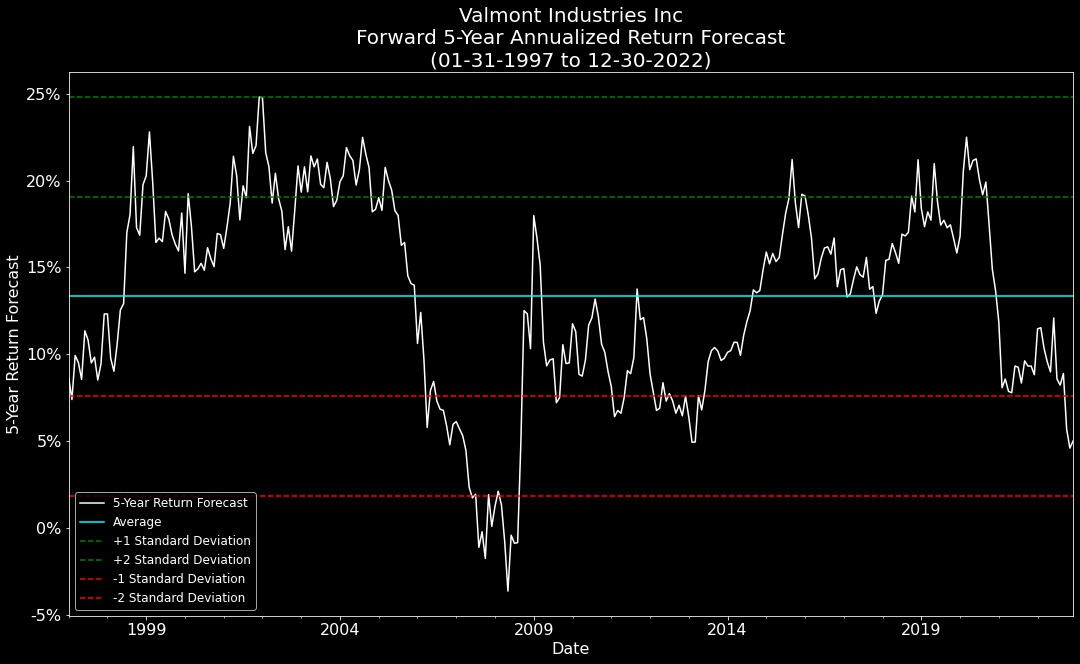 Valmont Industries Inc
Forward 5-Year Annualized Return Forecast
(01-31-1997 to 12-30-2022)
25%
20%
15%
10%
5%
0%
-5%
5-Year Return Forecast
5-Year Return Forecast
Average
+1 Standard Deviation
+2 Standard Deviation
-1 Standard Deviation
-2 Standard Deviation
1999
2004
2009
2014
2019
Date